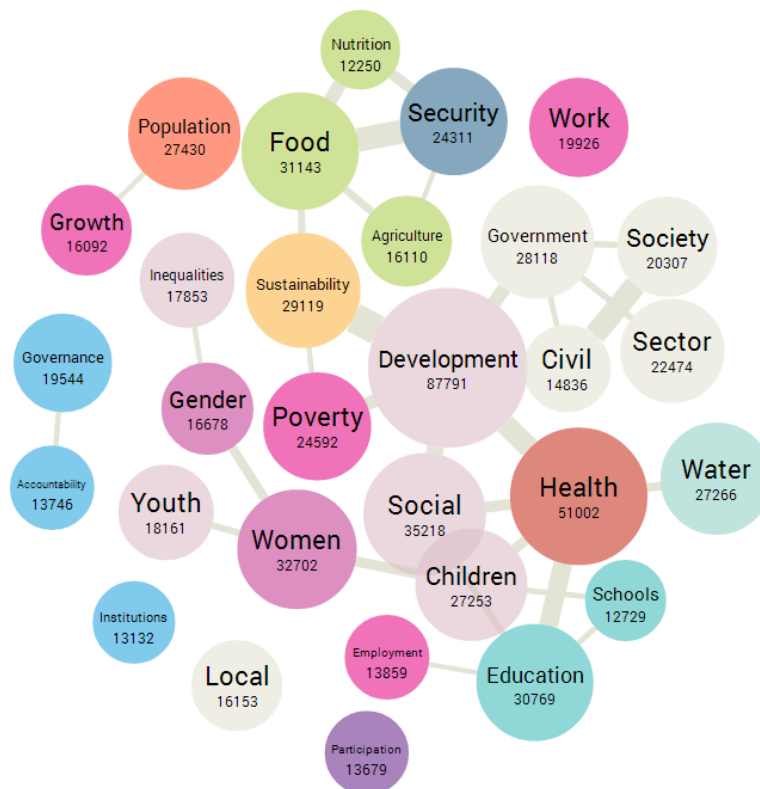 Nutrition
12250
Security
24311
Work
19926
Population
27430
Food
31143
Growth
16092
Agriculture
16110
Government
28118
Society
20307
Inequalities
17853
Sustainability
29119
Governance
19544
Development
87791
Civil
14836
Sector
22474
Gender
16678
Poverty
24592
Accountability
13746
Youth
18161
Social
35218
Health
51002
Water
27266
Women
32702
Children
27253
Schools
12729
Institutions
13132
Employment
13859
Education
30769
Local
16153
Participation
13679